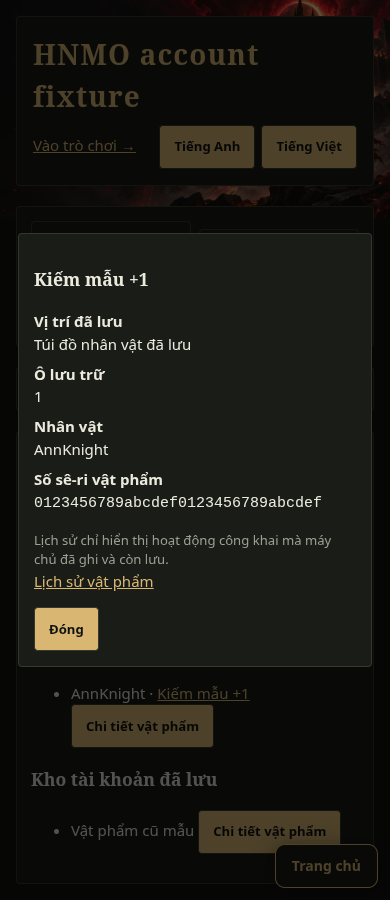 HNMO account
fixture
Vào trò chơi →
Tiếng Anh
Tiếng Việt
Kiếm mẫu +1
Vị trí đã lưu
Túi đồ nhân vật đã lưu
Ô lưu trữ
1
Nhân vật
AnnKnight
Số sê-ri vật phẩm
0123456789abcdef0123456789abcdef
Lịch sử chỉ hiển thị hoạt động công khai mà máy
chủ đã ghi và còn lưu.
Lịch sử vật phẩm
Đóng
• AnnKnight · Kiếm mẫu +1
Chi tiết vật phẩm
Kho tài khoản đã lưu
• Vật phẩm cũ mẫu Chi tiết vật phẩm
Trang chủ